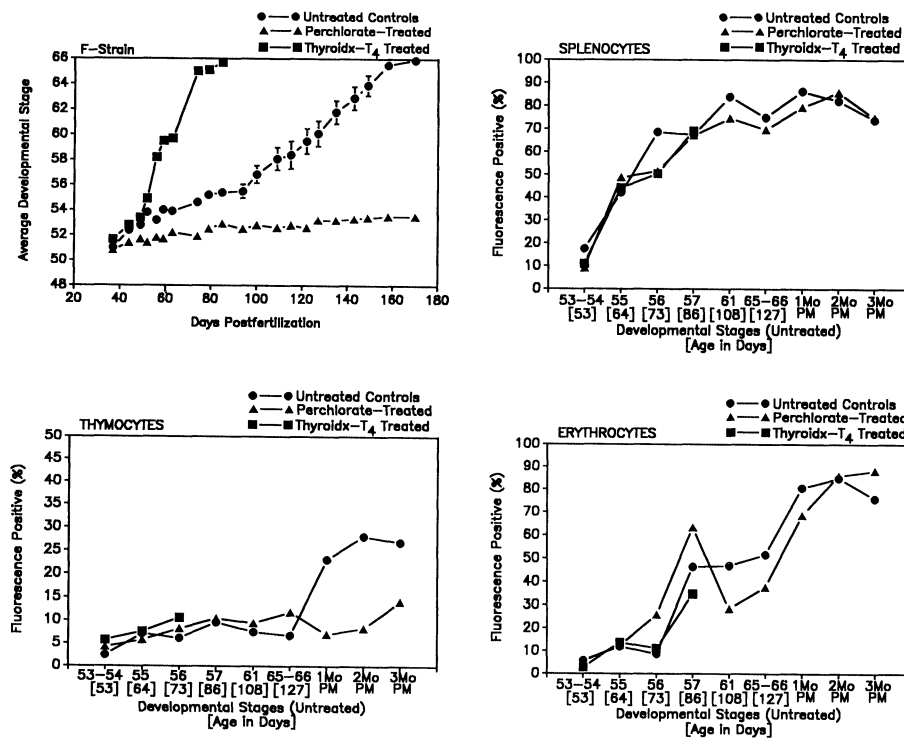 Untreated Controls
Perchlorate-Treated
Thyroidx-T4 Treated
F-Strain
66
64
62
60
58
56
54
52
50
48
Average Developmental Stage
20 40 60 80 100 120 140 160 180
Days Postfertilization
Untreated Controls
Perchlorate-Treated
Thyroidx-T4 Treated
SPLENOCYTES
100
90
80
70
60
50
40
30
20
10
0
Fluorescence Positive (%)
53-54 55 56 57 61 65-66 1Mo 2Mo 3Mo
[53] [64] [73] [86] [108] [127] PM PM PM
Developmental Stages (Untreated)
[Age in Days]
Untreated Controls
Perchlorate-Treated
Thyroidx-T4 Treated
THYMOCYTES
50
45
40
35
30
25
20
15
10
5
0
Fluorescence Positive (%)
53-54 55 56 57 61 65-66 1Mo 2Mo 3Mo
[53] [64] [73] [86] [108] [127] PM PM PM
Developmental Stages (Untreated)
[Age in Days]
Untreated Controls
Perchlorate-Treated
Thyroidx-T4 Treated
ERYTHROCYTES
100
90
80
70
60
50
40
30
20
10
0
Fluorescence Positive (%)
53-54 55 56 57 61 65-66 1Mo 2Mo 3Mo
[53] [64] [73] [86] [108] [127] PM PM PM
Developmental Stages (Untreated)
[Age in Days]